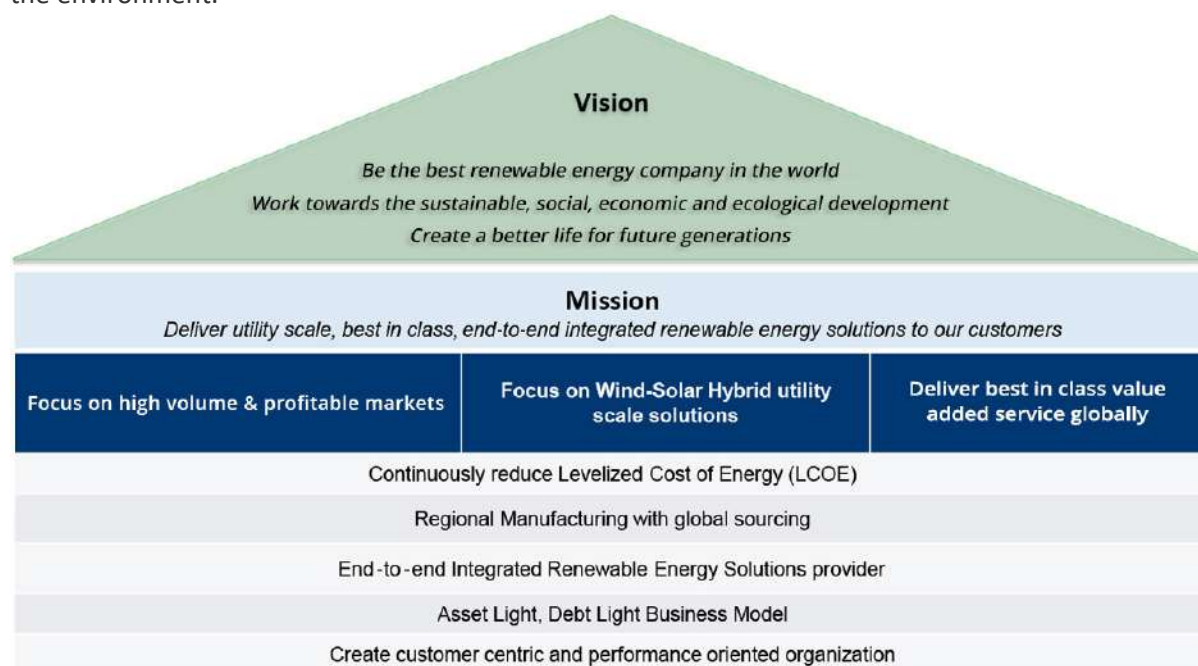 the environment.
Vision
Be the best renewable energy company in the world
Work towards the sustainable, social, economic and ecological development
Create a better life for future generations
Mission
Deliver utility scale, best in class, end-to-end integrated renewable energy solutions to our customers
Focus on high volume & profitable markets
Focus on Wind-Solar Hybrid utility
scale solutions
Deliver best in class value
added service globally
Continuously reduce Levelized Cost of Energy (LCOE)
Regional Manufacturing with global sourcing
End-to-end Integrated Renewable Energy Solutions provider
Asset Light, Debt Light Business Model
Create customer centric and performance oriented organization